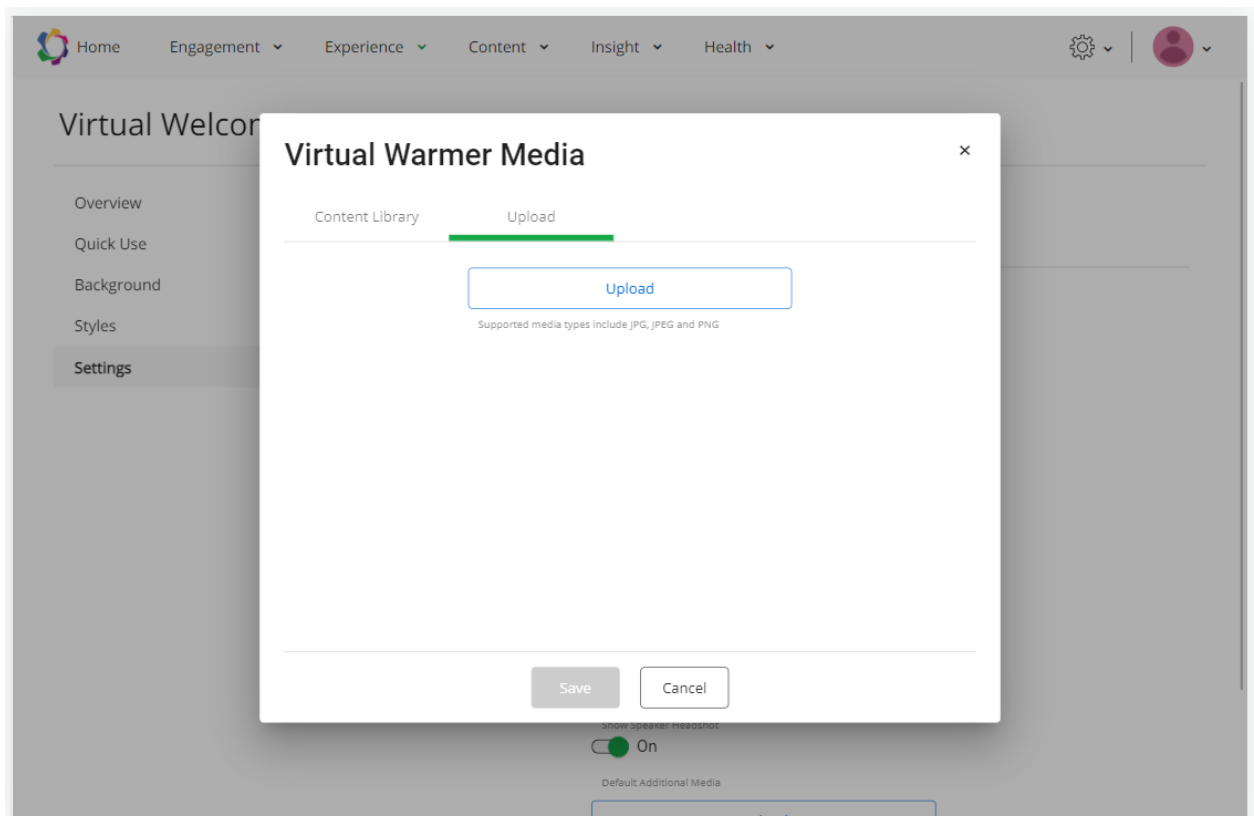 Home Engagement Experience Content Insight Health
Virtual Welcor
Overview
Quick Use
Background
Styles
Settings
Virtual Warmer Media
×
Content Library Upload
Upload
Supported media types include JPG, JPEG and PNG
Save Cancel
Show Speaker Headshot
On
Default Additional Media